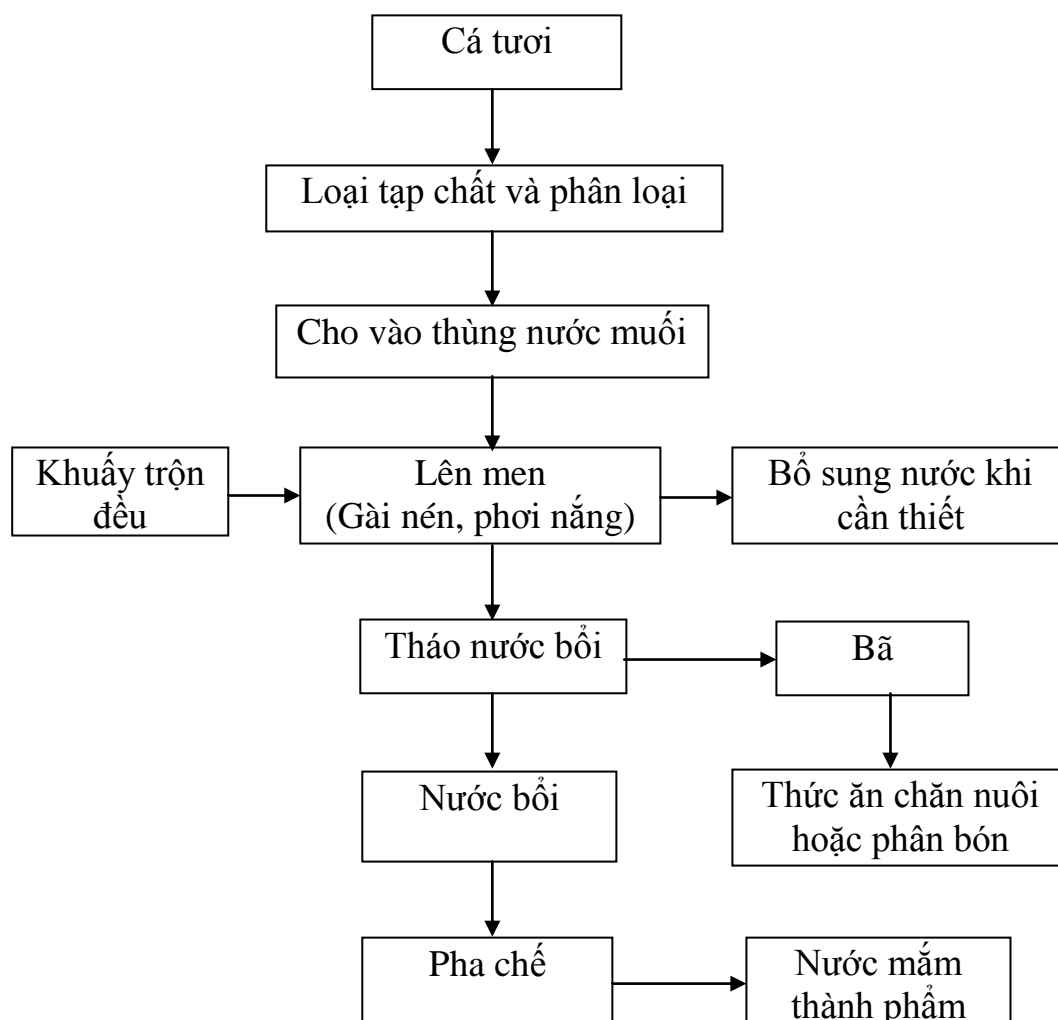 Cá tươi
Loại tạp chất và phân loại
Cho vào thùng nước muối
Khuấy trộn
đều
Lên men
(Gài nén, phơi nắng)
Bổ sung nước khi
cần thiết
Tháo nước bổi
Bã
Nước bổi
Thức ăn chăn nuôi
hoặc phân bón
Pha chế
Nước mắm
thành phẩm